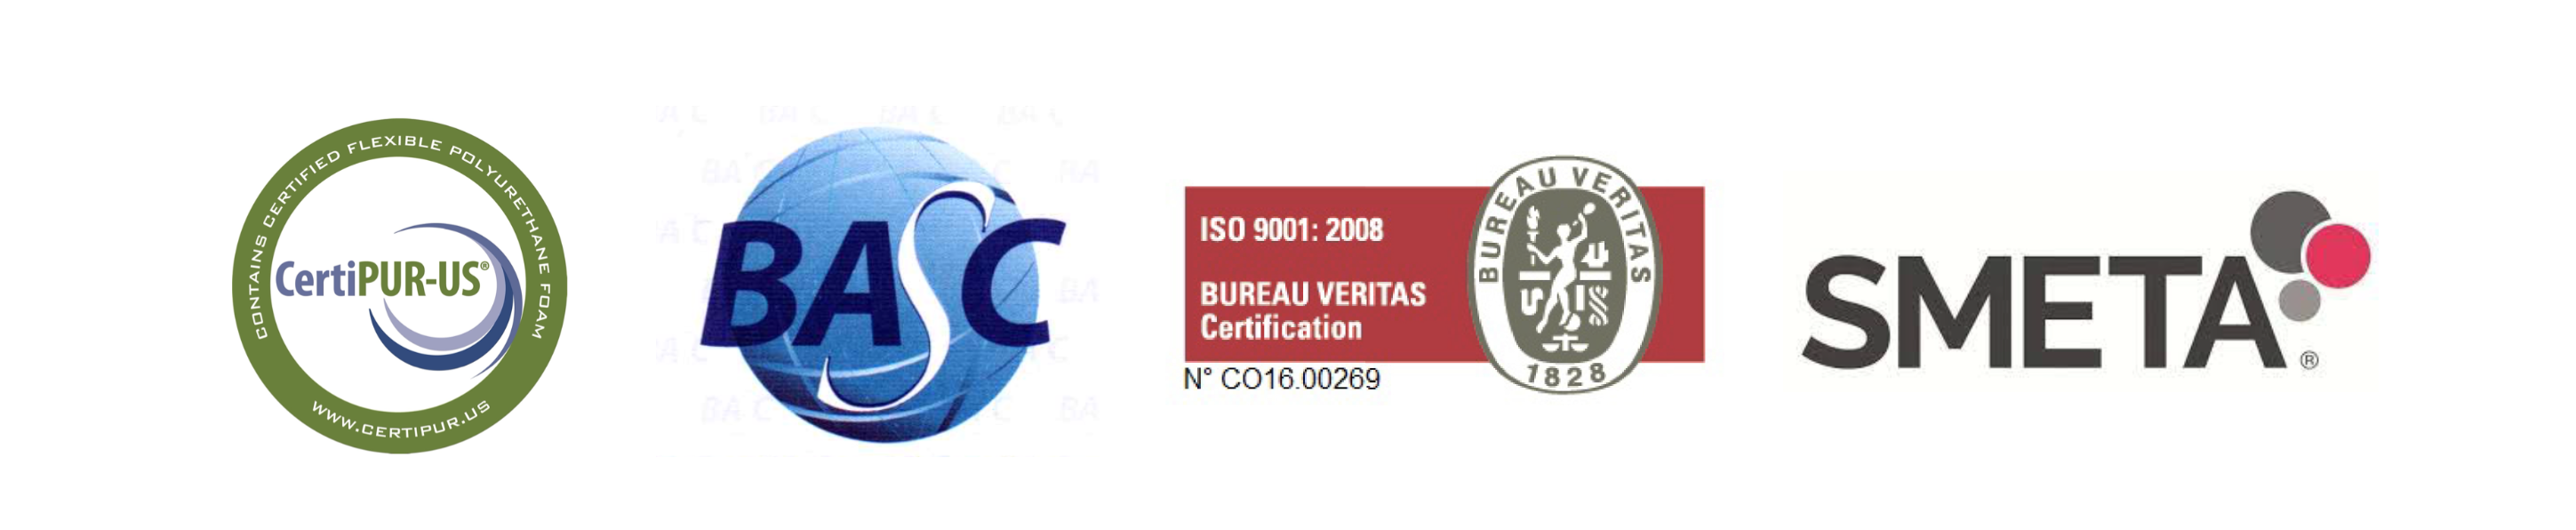 CONTAINS CERTIFIED FLEXIBLE POLYURETHANE FOAM
CertiPUR-US®
WWW.CERTIPUR.US
BASC
ISO 9001: 2008
BUREAU VERITAS
Certification
N° CO16.00269
BUREAU VERITAS
1828
SMETA®